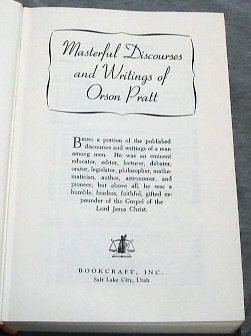 Masterful Discourses
and Writings of
Orson Pratt
BEING a portion of the published
discourses and writings of a man
among men. He was an eminent
educator, editor, lecturer, debater,
orator, legislator, philosopher, mathe-
matician, author, astronomer, and
pioneer; but above all, he was a
humble, fearless, faithful, gifted ex-
pounder of the Gospel of the
Lord Jesus Christ.
BOOKCRAFT, INC.
Salt Lake City, Utah